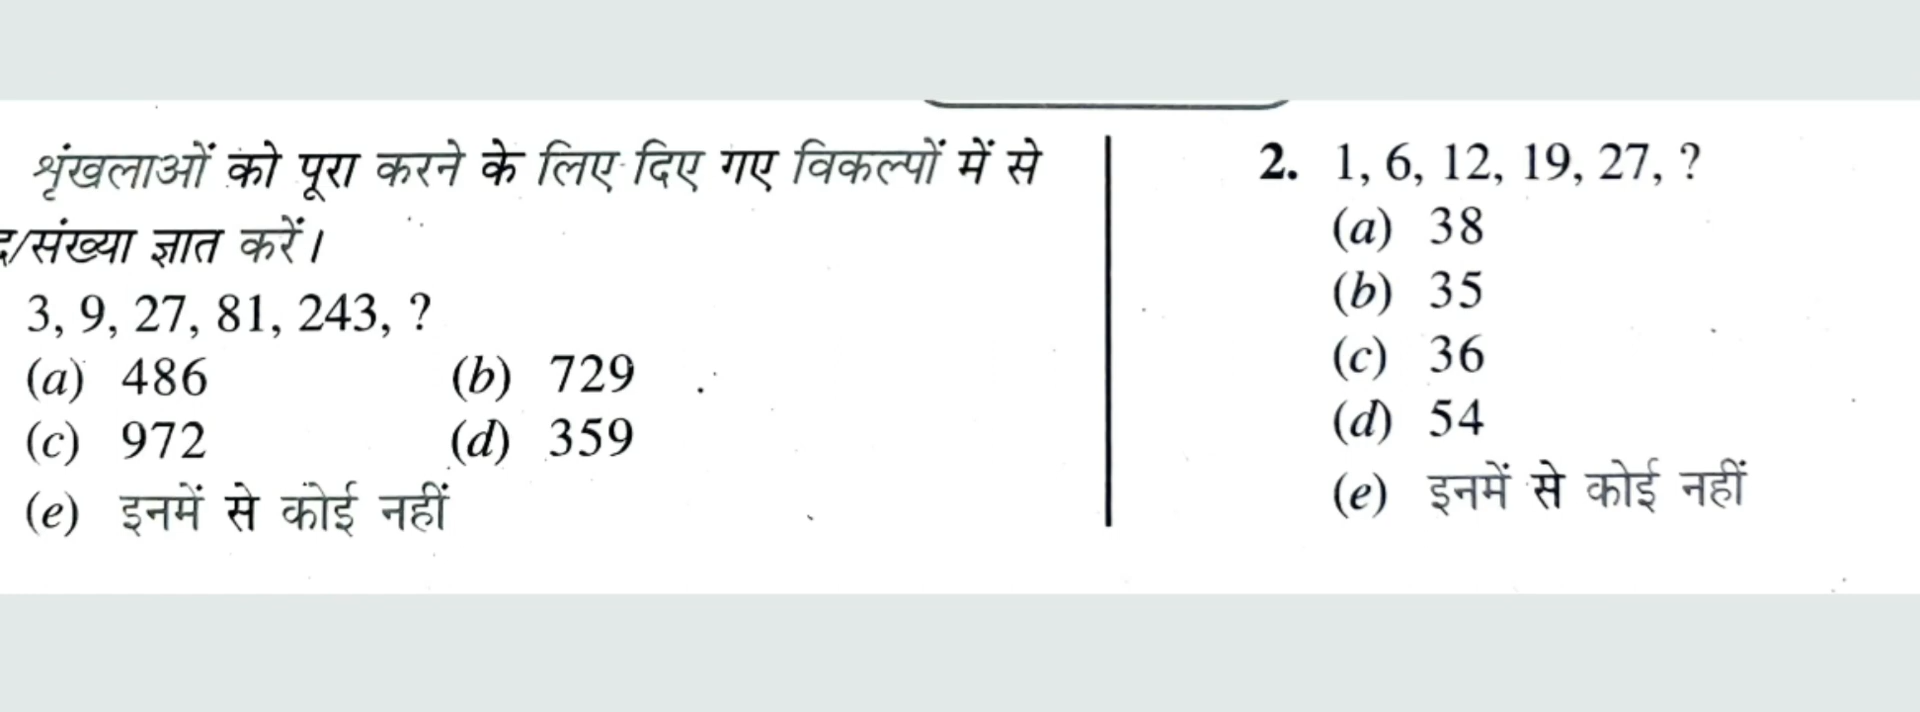 शृंखलाओं को पूरा करने के लिए दिए गए विकल्पों में से
/संख्या ज्ञात करें।
3, 9, 27, 81, 243, ?
(a) 486 (b) 729
(c) 972 (d) 359
(e) इनमें से कोई नहीं
2. 1, 6, 12, 19, 27, ?
(a) 38
(b) 35
(c) 36
(d) 54
(e) इनमें से कोई नहीं